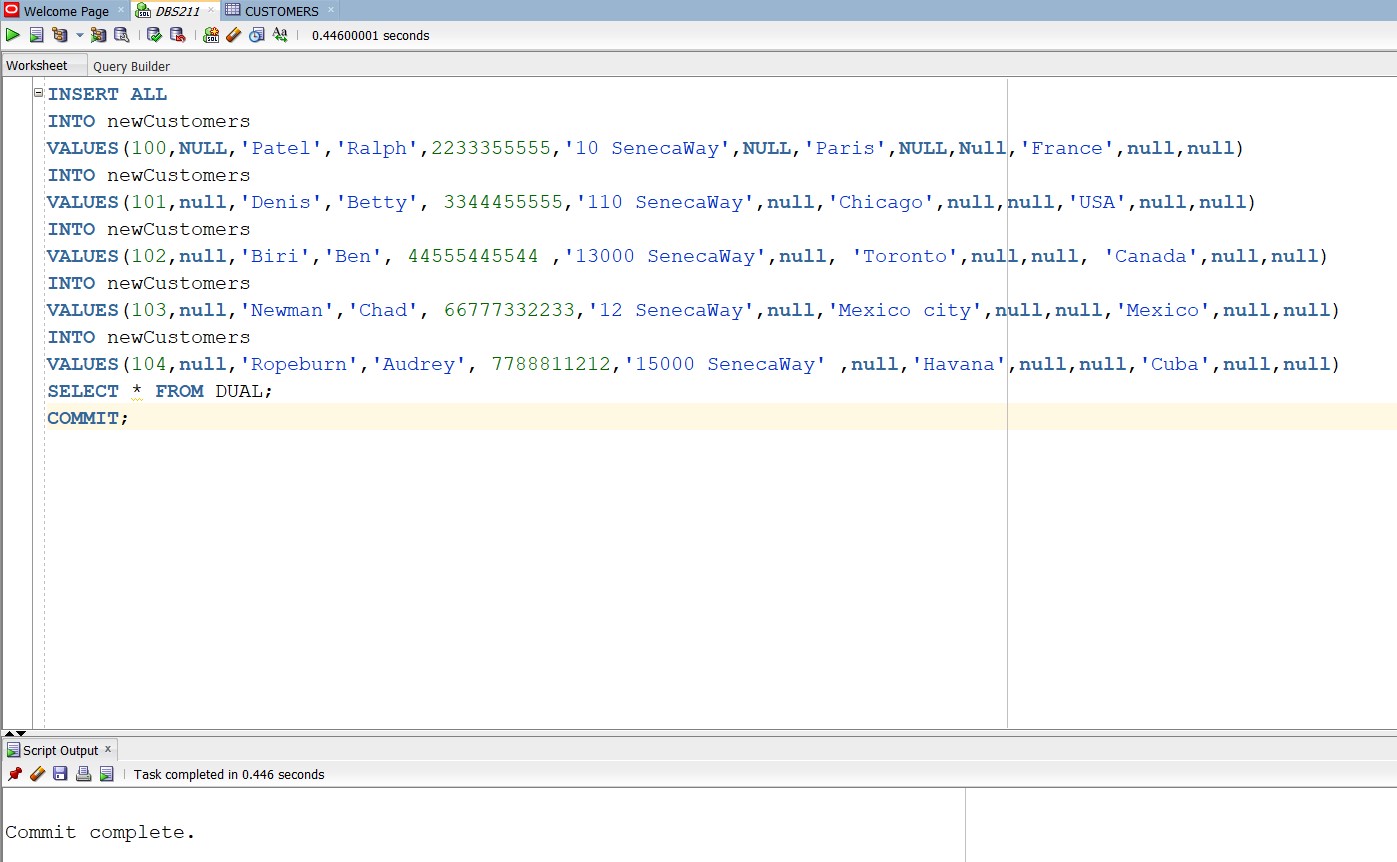 Welcome Page × DBS211 × CUSTOMERS ×
SQL Aa 0.44600001 seconds
Worksheet Query Builder
INSERT ALL
INTO newCustomers
VALUES(100,NULL,'Patel','Ralph',2233355555,'10 SenecaWay',NULL,'Paris',NULL,Null,'France',null,null)
INTO newCustomers
VALUES(101,null,'Denis','Betty', 3344455555,'110 SenecaWay',null,'Chicago',null,null,'USA',null,null)
INTO newCustomers
VALUES(102,null,'Biri','Ben', 44555445544 ,'13000 SenecaWay',null, 'Toronto',null,null, 'Canada',null,null)
INTO newCustomers
VALUES(103,null,'Newman','Chad', 66777332233,'12 SenecaWay',null,'Mexico city',null,null,'Mexico',null,null)
INTO newCustomers
VALUES(104,null,'Ropeburn','Audrey', 7788811212,'15000 SenecaWay' ,null,'Havana',null,null,'Cuba',null,null)
SELECT * FROM DUAL;
COMMIT;
Script Output ×
Task completed in 0.446 seconds
Commit complete.